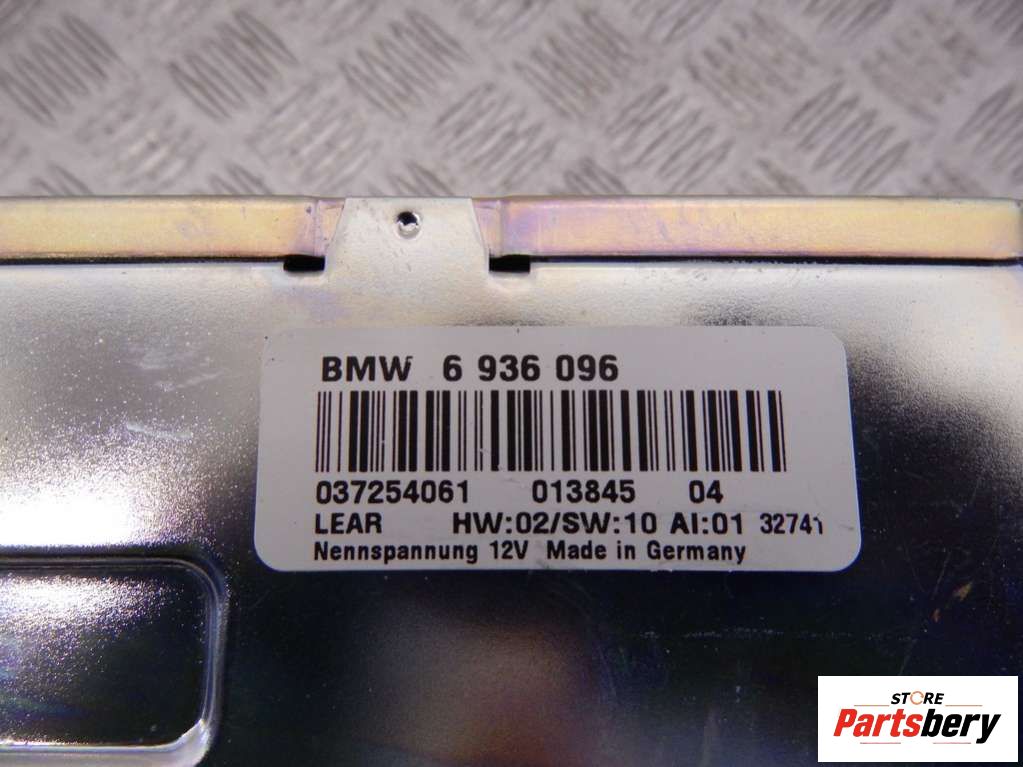 BMW 6 936 096
037254061 013845 04
LEAR HW:02/SW:10 AI:01 32741
Nennspannung 12V Made in Germany
STORE
Partsbery